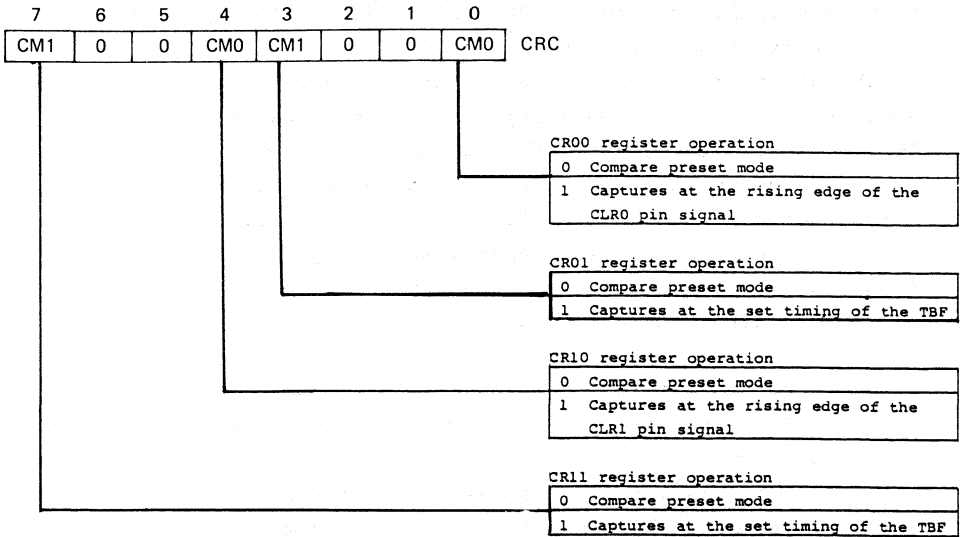 7 6 5 4 3 2 1 0
CM1 0 0 CM0 CM1 0 0 CM0 CRC
CR00 register operation
0 Compare preset mode
1 Captures at the rising edge of the
CLR0 pin signal
CR01 register operation
0 Compare preset mode
1 Captures at the set timing of the TBF
CR10 register operation
0 Compare preset mode
1 Captures at the rising edge of the
CLR1 pin signal
CR11 register operation
0 Compare preset mode
1 Captures at the set timing of the TBF